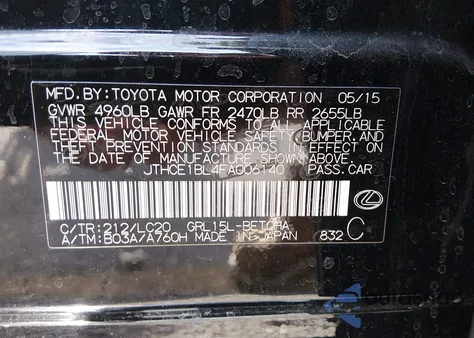 MFD.BY:TOYOTA MOTOR CORPORATION 05/15
GVWR 4960LB GAWR FR 2470LB RR 2655LB
THIS VEHICLE CONFORMS TO ALL APPLICABLE
FEDERAL MOTOR VEHICLE SAFETY, BUMPER, AND
THEFT PREVENTION STANDARDS IN EFFECT ON
THE DATE OF MANUFACTURE SHOWN ABOVE.
JTHCE1BL4FA006140 PASS.CAR
C/TR:212/LC20 GRL15L-BETQHA
A/TM:B03A/A760H MADE IN JAPAN 832 C